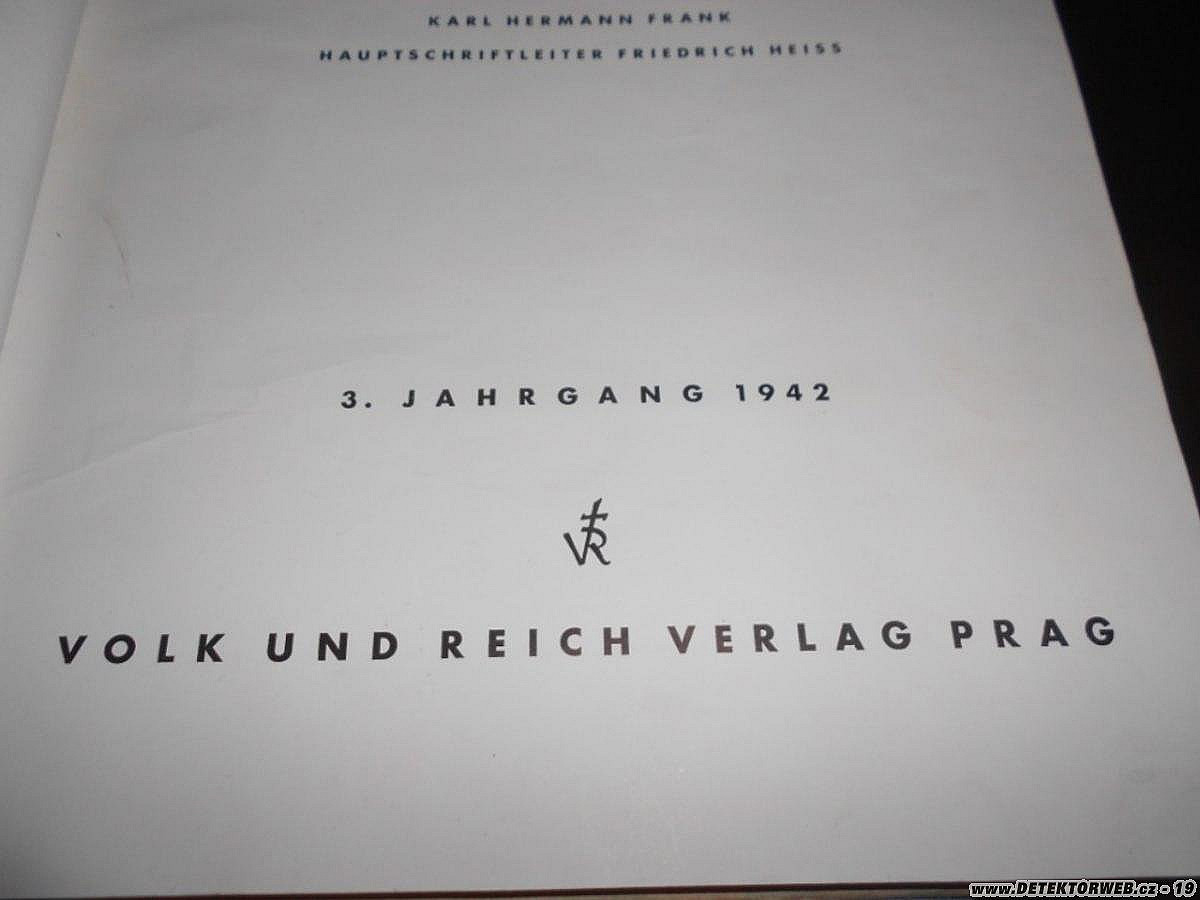 KARL HERMANN FRANK
HAUPTSCHRIFTLEITER FRIEDRICH HEISS
3. JAHRGANG 1942
VR
VOLK UND REICH VERLAG PRAG
www.DETEKTORWEB.cz - 19